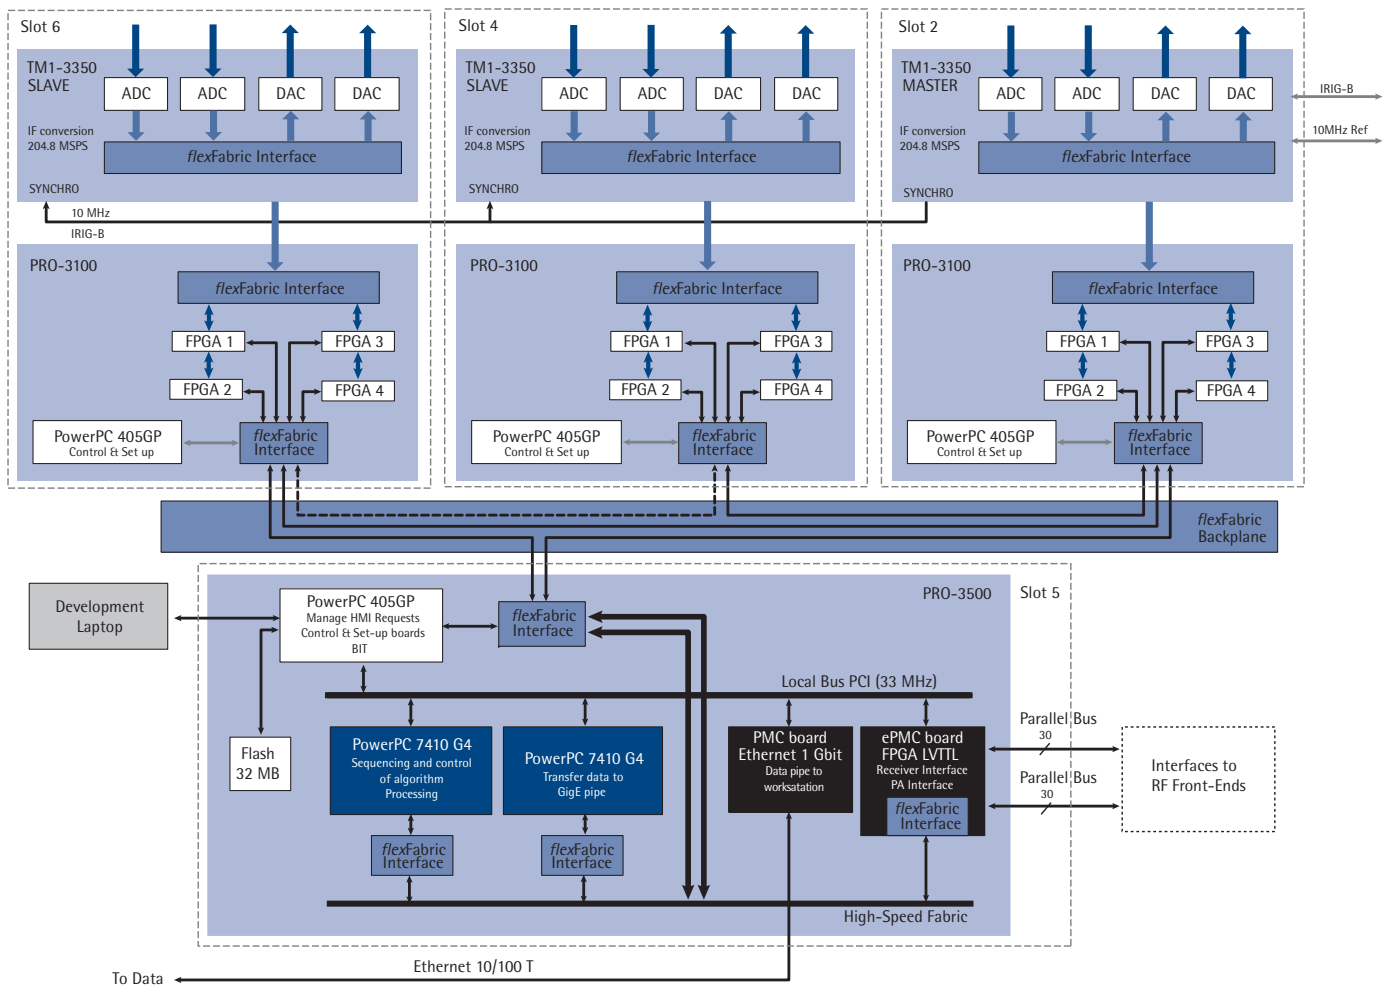 Slot 6
TM1-3350
SLAVE
ADC
ADC
DAC
DAC
IF conversion
204.8 MSPS
flexFabric Interface
SYNCHRO
10 MHz
IRIG-B
PRO-3100
flexFabric Interface
FPGA 1
FPGA 3
FPGA 2
FPGA 4
PowerPC 405GP
Control & Set up
flexFabric
Interface
Slot 4
TM1-3350
SLAVE
ADC
ADC
DAC
DAC
IF conversion
204.8 MSPS
flexFabric Interface
SYNCHRO
PRO-3100
flexFabric Interface
FPGA 1
FPGA 3
FPGA 2
FPGA 4
PowerPC 405GP
Control & Set up
flexFabric
Interface
Slot 2
TM1-3350
MASTER
ADC
ADC
DAC
DAC
IRIG-B
10MHz Ref
IF conversion
204.8 MSPS
flexFabric Interface
SYNCHRO
PRO-3100
flexFabric Interface
FPGA 1
FPGA 3
FPGA 2
FPGA 4
PowerPC 405GP
Control & Set up
flexFabric
Interface
flexFabric
Backplane
Development
Laptop
PowerPC 405GP
Manage HMI Requests
Control & Set-up boards
BIT
flexFabric
Interface
PRO-3500
Slot 5
Local Bus PCI (33 MHz)
Flash
32 MB
PowerPC 7410 G4
Sequencing and control
of algorithm
Processing
PowerPC 7410 G4
Transfer data to
GigE pipe
PMC board
Ethernet 1 Gbit
Data pipe to
worksatation
ePMC board
FPGA LVTTL
Receiver Interface
PA Interface
flexFabric
Interface
Parallel Bus
30
Parallel Bus
30
Interfaces to
RF Front-Ends
flexFabric
Interface
flexFabric
Interface
High-Speed Fabric
Ethernet 10/100 T
To Data